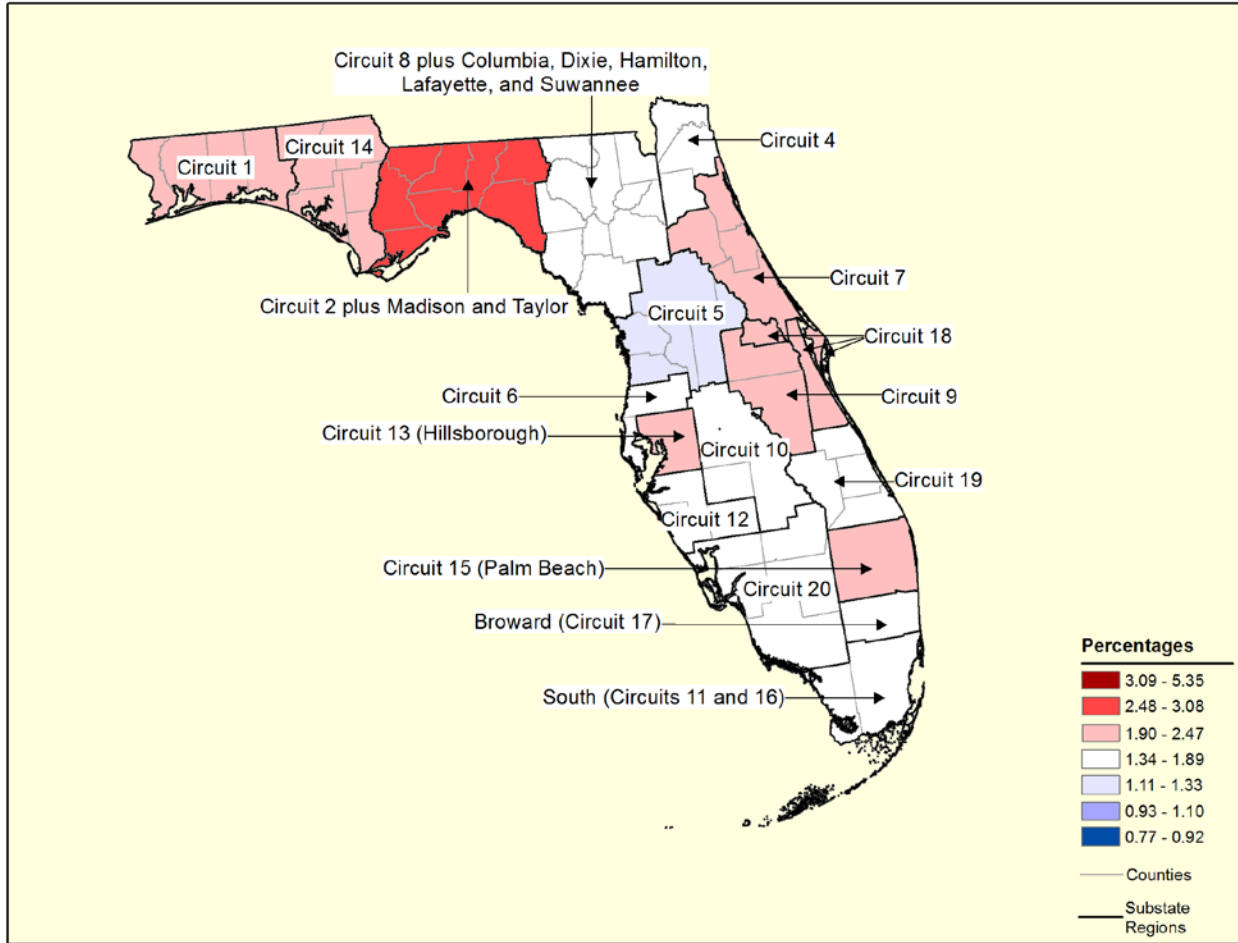 Circuit 8 plus Columbia, Dixie, Hamilton,
Lafayette, and Suwannee
Circuit 4
Circuit 14
Circuit 1
Circuit 7
Circuit 2 plus Madison and Taylor
Circuit 5
Circuit 18
Circuit 6
Circuit 9
Circuit 13 (Hillsborough)
Circuit 10
Circuit 19
Circuit 12
Circuit 15 (Palm Beach)
Circuit 20
Broward (Circuit 17)
South (Circuits 11 and 16)
Percentages
3.09 - 5.35
2.48 - 3.08
1.90 - 2.47
1.34 - 1.89
1.11 - 1.33
0.93 - 1.10
0.77 - 0.92
Counties
Substate
Regions